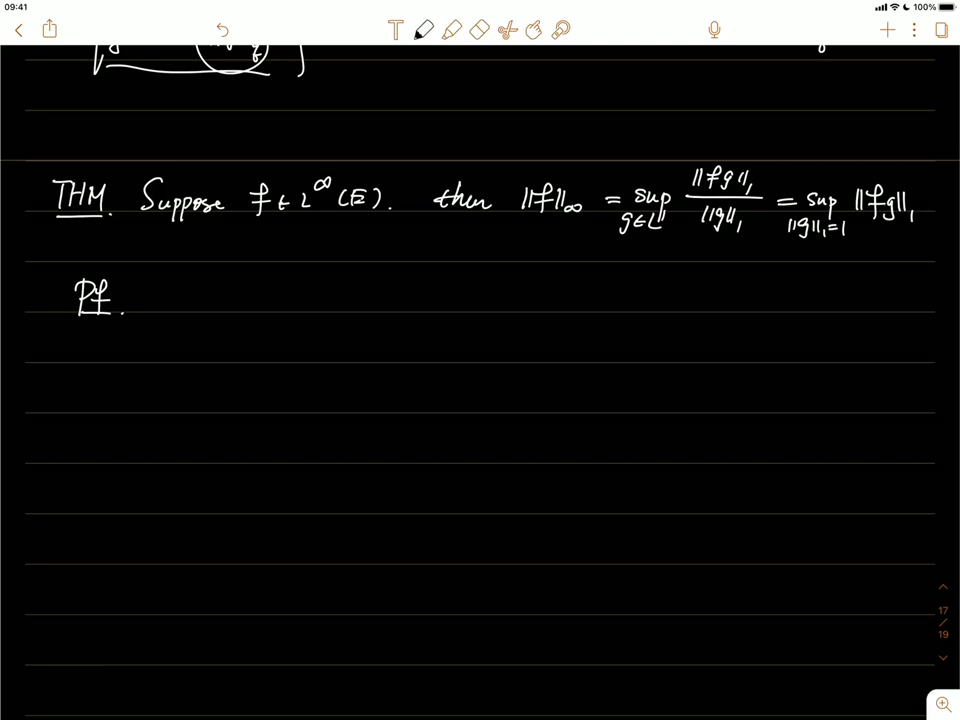 09:41
100%
THM. Suppose f ∈ L^∞(E). then ||f||_∞ = sup_{g∈L^1} ||fg||_1 / ||g||_1 = sup_{||g||_1=1} ||fg||_1
Pf.
17
/
19